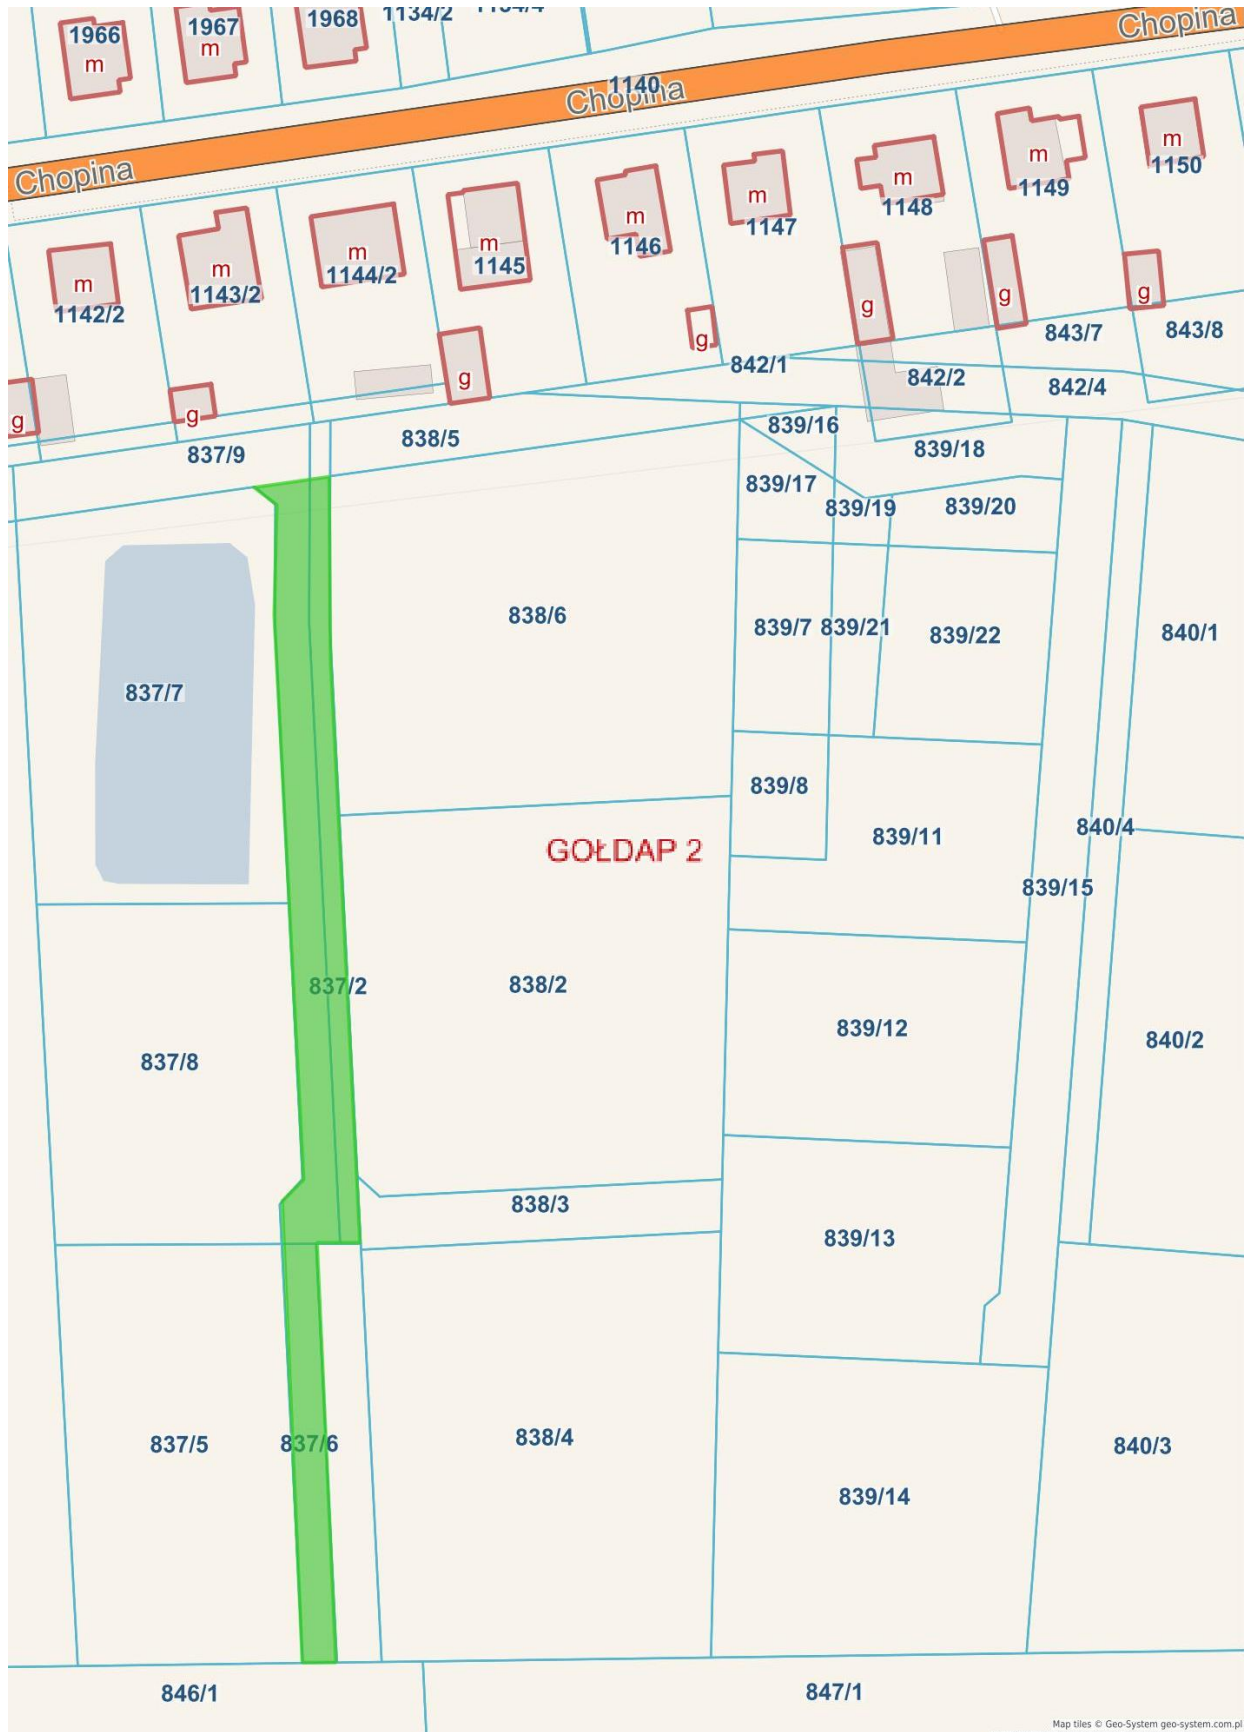 1966
1967
1968
1134/2
m
m
Chopina
1140
Chopina
Chopina
m
1150
m
1149
m
1148
m
1147
m
1146
m
1145
m
1144/2
m
1143/2
m
1142/2
g
g
g
g
g
g
g
843/7
843/8
842/1
842/2
842/4
839/16
838/5
837/9
839/18
839/17
839/19
839/20
838/6
839/7
839/21
839/22
840/1
837/7
839/8
840/4
839/11
GOŁDAP 2
839/15
837/2
838/2
839/12
840/2
837/8
838/3
839/13
837/5
837/6
838/4
840/3
839/14
846/1
847/1
Map tiles © Geo-System geo-system.com.pl